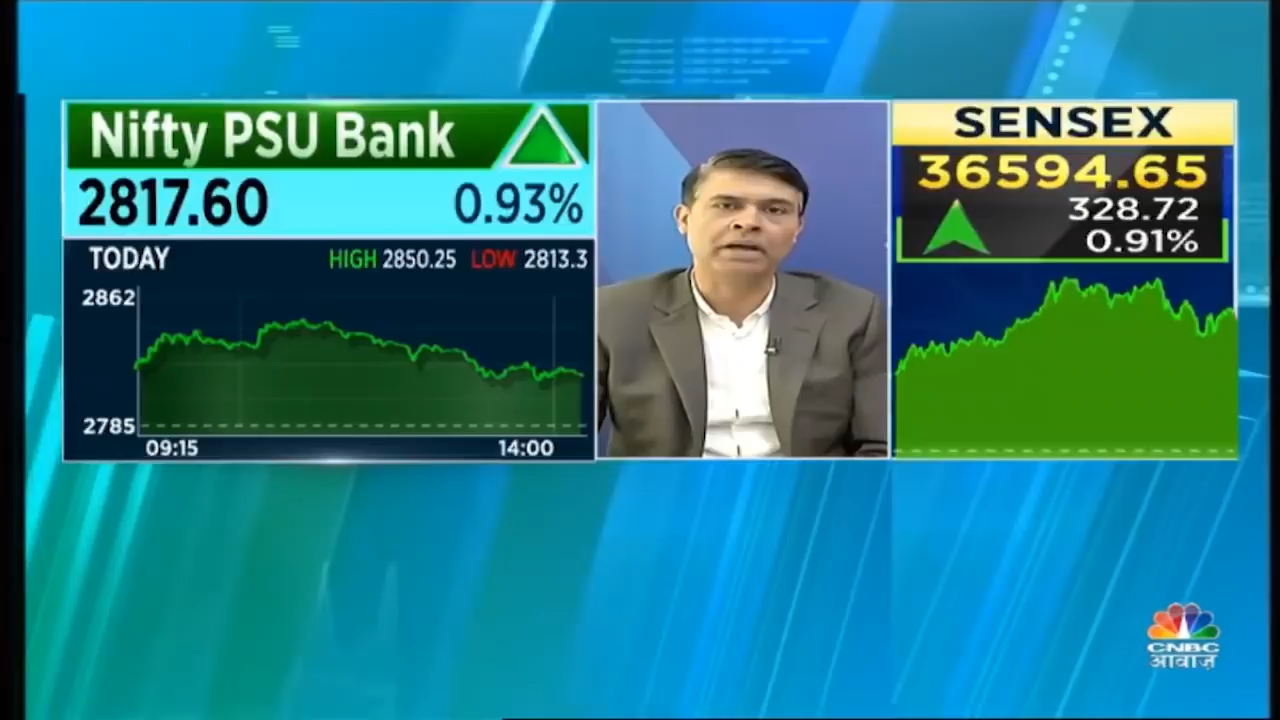 Nifty PSU Bank
2817.60 0.93%
TODAY HIGH 2850.25 LOW 2813.3
2862
2785
09:15 14:00
SENSEX
36594.65
328.72
0.91%
CNBC
आवाज़